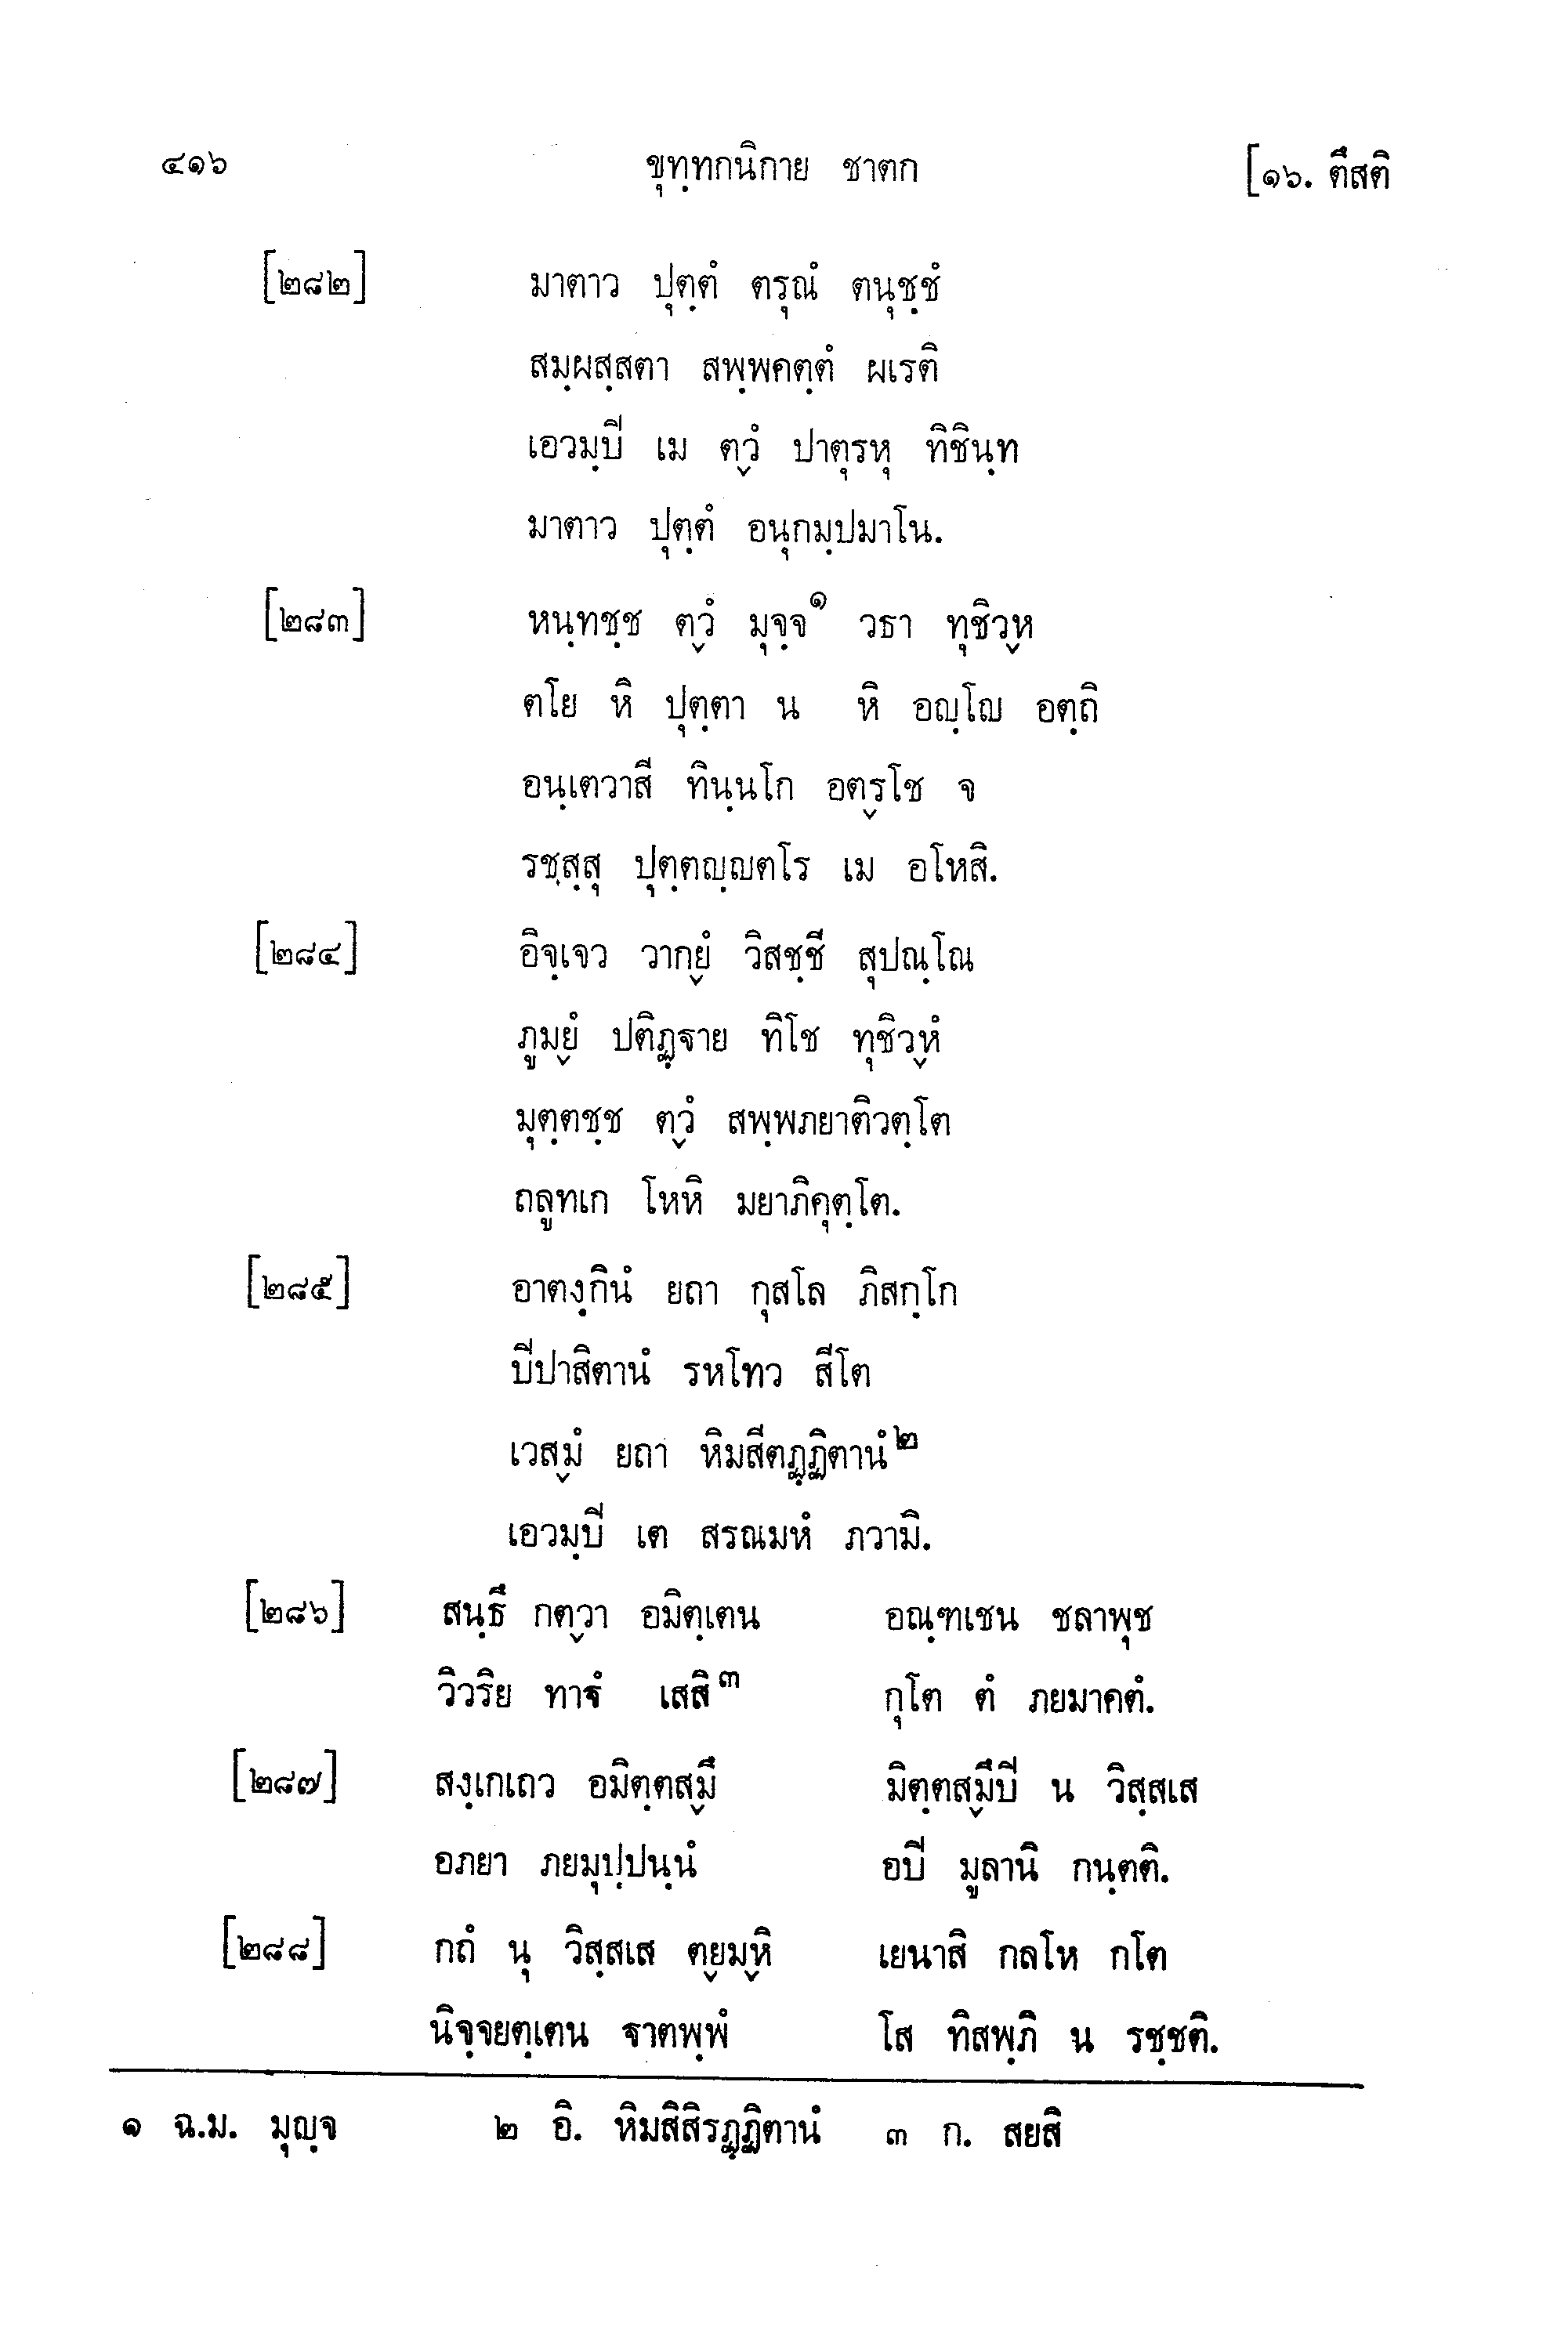 ๔๑๖ ขุทฺทกนิกาย ชาตก [๑๖. ตึสติ
[๒๘๒] มาตาว ปุตฺตํ ตรุณํ ตนุชฺชํ
สมฺผสฺสตา สพฺพคตฺตํ ผเรติ
เอวมฺปิ เม ตฺวํ ปาตุรหุ ทิชินฺท
มาตาว ปุตฺตํ อนุกมฺปมาโน.
[๒๘๓] หนฺทชฺช ตฺวํ มุจฺจ๑ วธา ทุชิวฺห
ตโย หิ ปุตฺตา น หิ อญฺโญ อตฺถิ
อนฺเตวาสี ทินฺนโก อตฺรโช จ
รชฺสฺสุ ปุตฺตญฺญตโร เม อโหสิ.
[๒๘๔] อิจฺเจว วากฺยํ วิสชฺชี สุปณฺโณ
ภูมฺยํ ปติฏฺฐาย ทิโช ทุชิวฺหํ
มุตฺตชฺช ตฺวํ สพฺพภยาติวตฺโต
ถลูทเก โหหิ มยาภิคุตฺโต.
[๒๘๕] อาตงฺกินํ ยถา กุสโล ภิสกฺโก
ปิปาสิตานํ รหโทว สีโต
เวสฺมํ ยถา หิมสีตฏฺฏิตานํ๒
เอวมฺปิ เต สรณมหํ ภวามิ.
[๒๘๖] สนฺธึ กตฺวา อมิตฺเตน อณฺฑเชน ชลาพุช
วิวริย ทาฐํ เสสิ๓ กุโต ตํ ภยมาคตํ.
[๒๘๗] สงฺเกเถว อมิตฺตสฺมึ มิตฺตสฺมึปิ น วิสฺสเส
อภยา ภยมุปฺปนฺนํ อปิ มูลานิ กนฺตติ.
[๒๘๘] กถํ นุ วิสฺสเส ตฺยมฺหิ เยนาสิ กลโห กโต
นิจฺจยตฺเตน ฐาตพฺพํ โส ทิสพฺภิ น รชฺชติ.
๑ ฉ.ม. มุญฺจ ๒ อิ. หิมสิสิรฏฺฏิตานํ ๓ ก. สยสิ